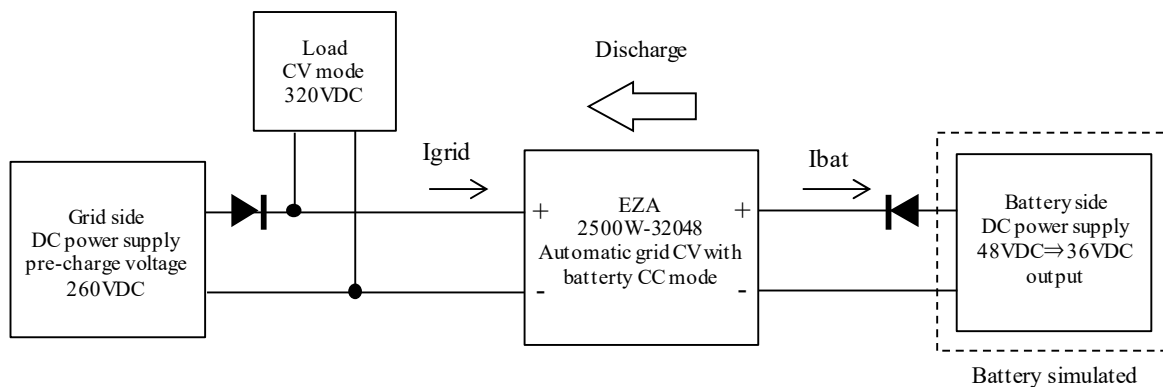 Load
CV mode
320VDC
Discharge
Igrid
Ibat
Grid side
DC power supply
pre-charge voltage
260VDC
+
-
EZA
2500W-32048
Automatic grid CV with
batterty CC mode
+
-
Battery side
DC power supply
48VDC⇒36VDC
output
Battery simulated